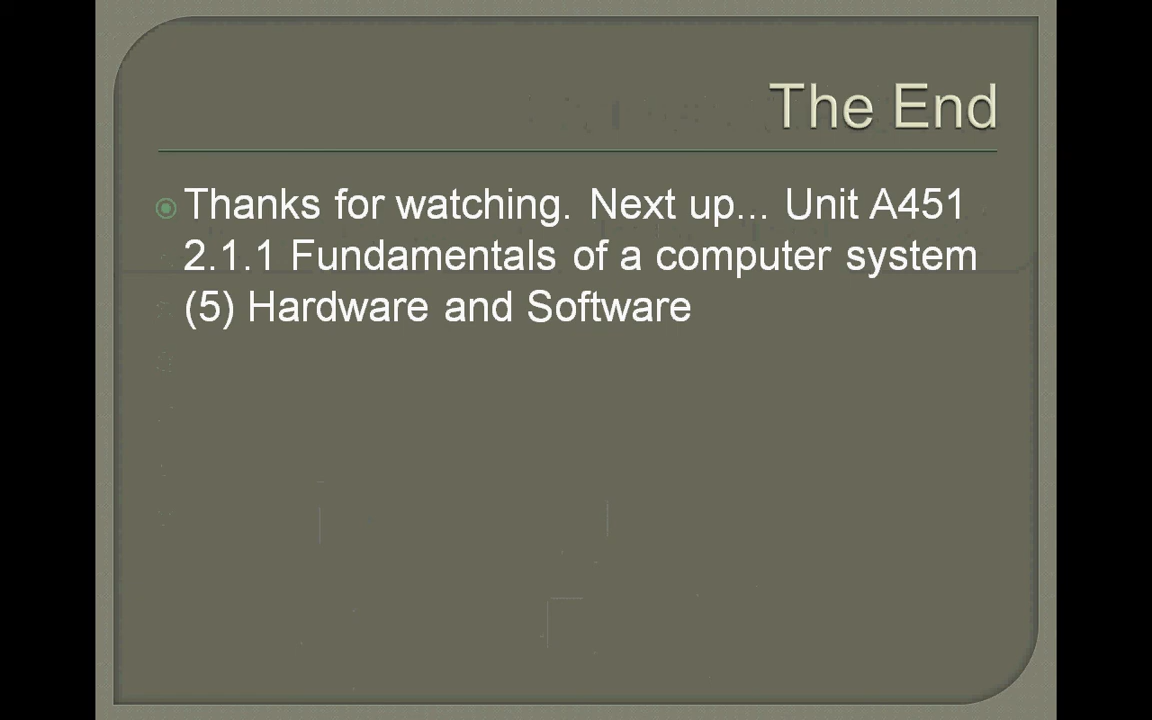 The End
Thanks for watching. Next up... Unit A451
2.1.1 Fundamentals of a computer system
(5) Hardware and Software